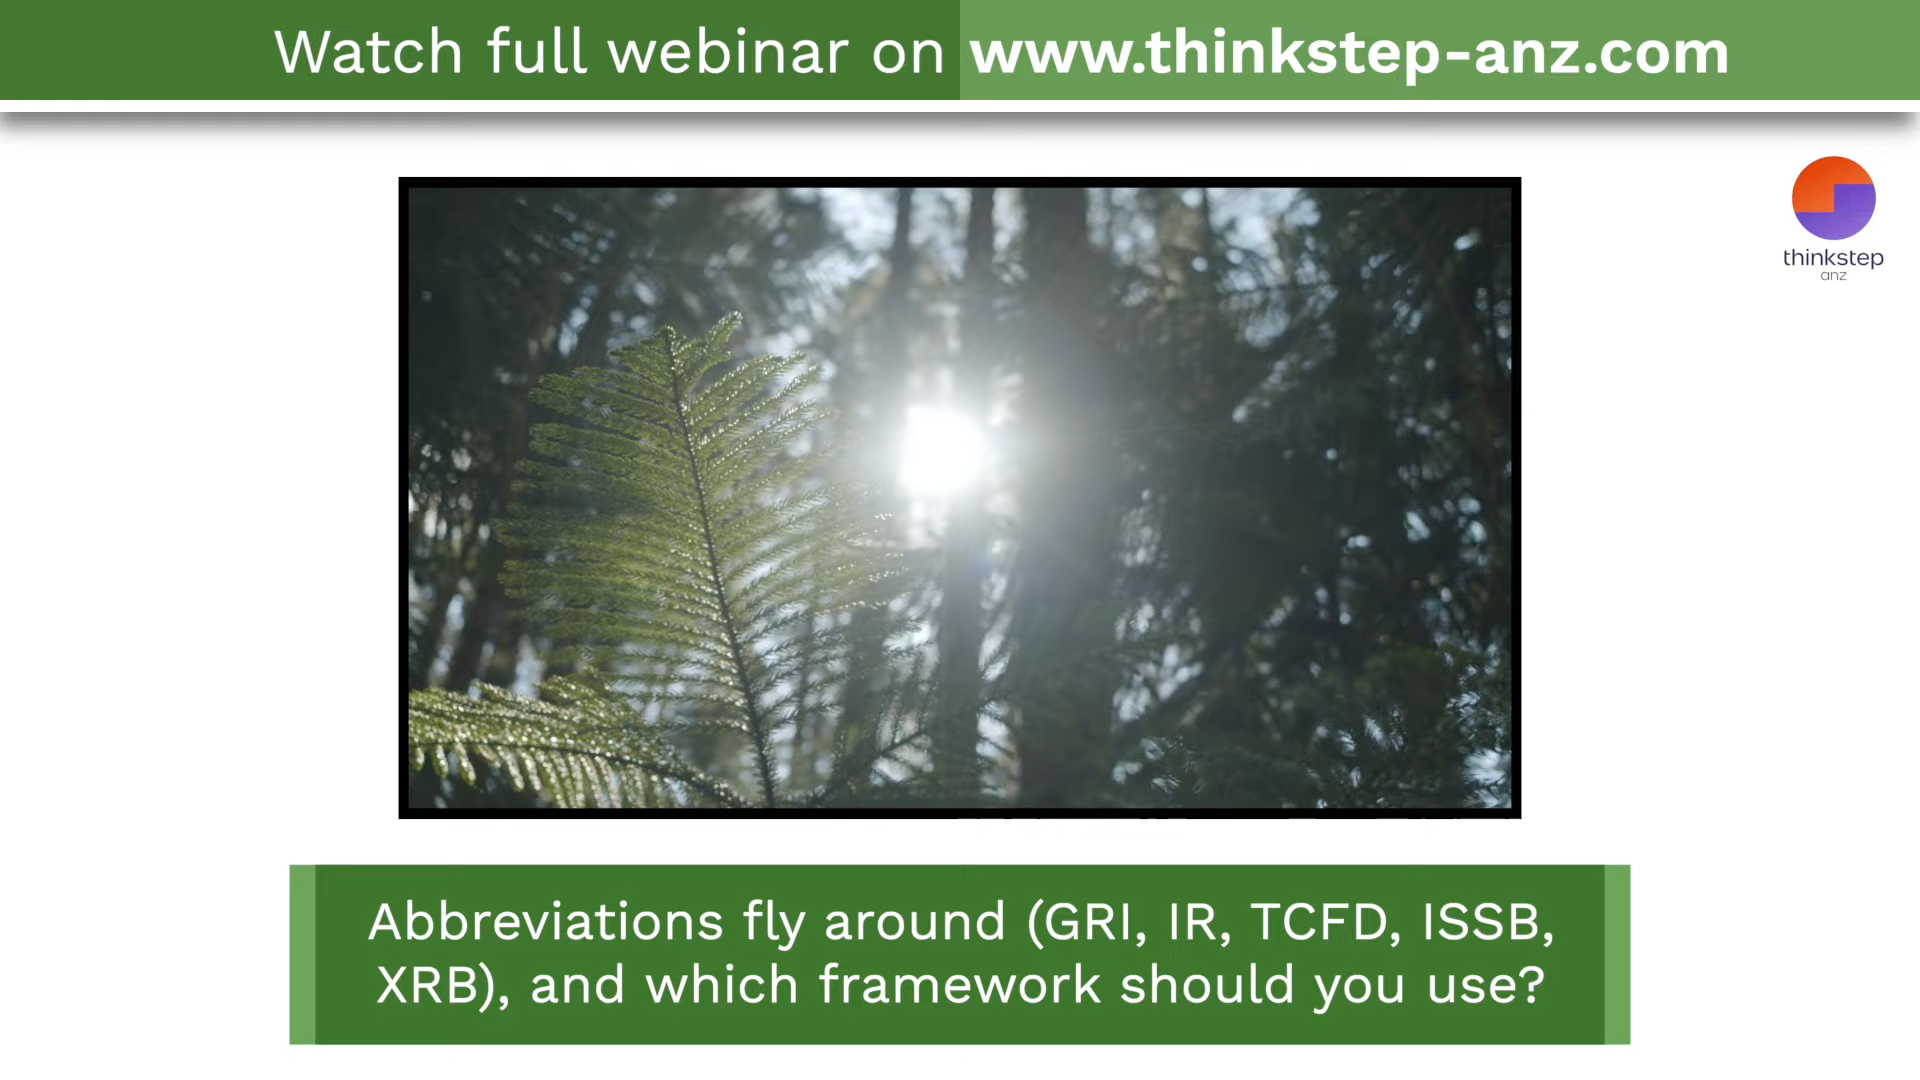 Watch full webinar on www.thinkstep-anz.com
thinkstep
anz
Abbreviations fly around (GRI, IR, TCFD, ISSB,
XRB), and which framework should you use?